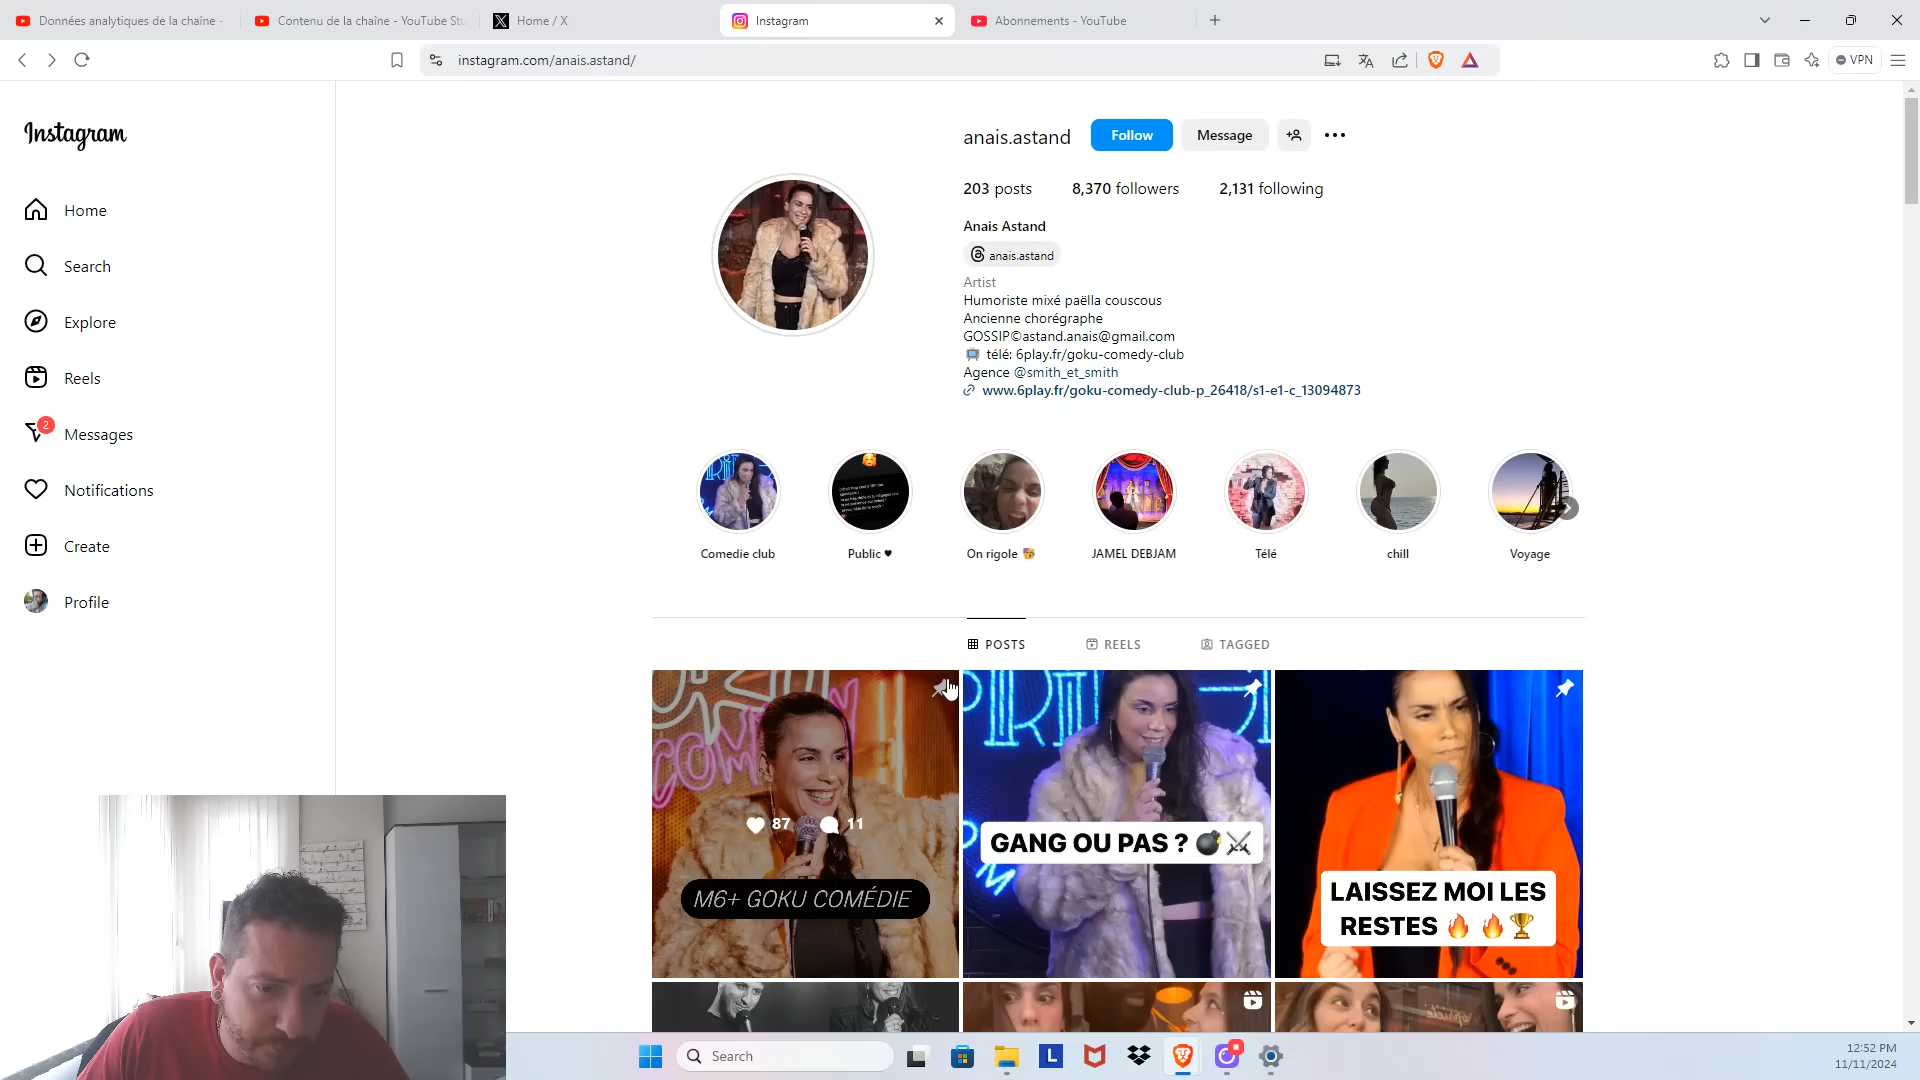 Données analytiques de la chaîne -
Contenu de la chaîne - YouTube Stu
Home / X
Instagram
Abonnements - YouTube
instagram.com/anais.astand/
VPN
Instagram
Home
Search
Explore
Reels
2
Messages
Notifications
Create
Profile
anais.astand
Follow
Message
203 posts
8,370 followers
2,131 following
Anais Astand
anais.astand
Artist
Humoriste mixé paëlla couscous
Ancienne chorégraphe
GOSSIP©astand.anais@gmail.com
📺 télé: 6play.fr/goku-comedy-club
Agence @smith_et_smith
www.6play.fr/goku-comedy-club-p_26418/s1-e1-c_13094873
Comedie club
Public ♥
On rigole
JAMEL DEBJAM
Télé
chill
Voyage
POSTS
REELS
TAGGED
87
11
M6+ GOKU COMÉDIE
GANG OU PAS ? 💣⚔
LAISSEZ MOI LES
RESTES 🔥🔥🏆
Search
12:52 PM
11/11/2024